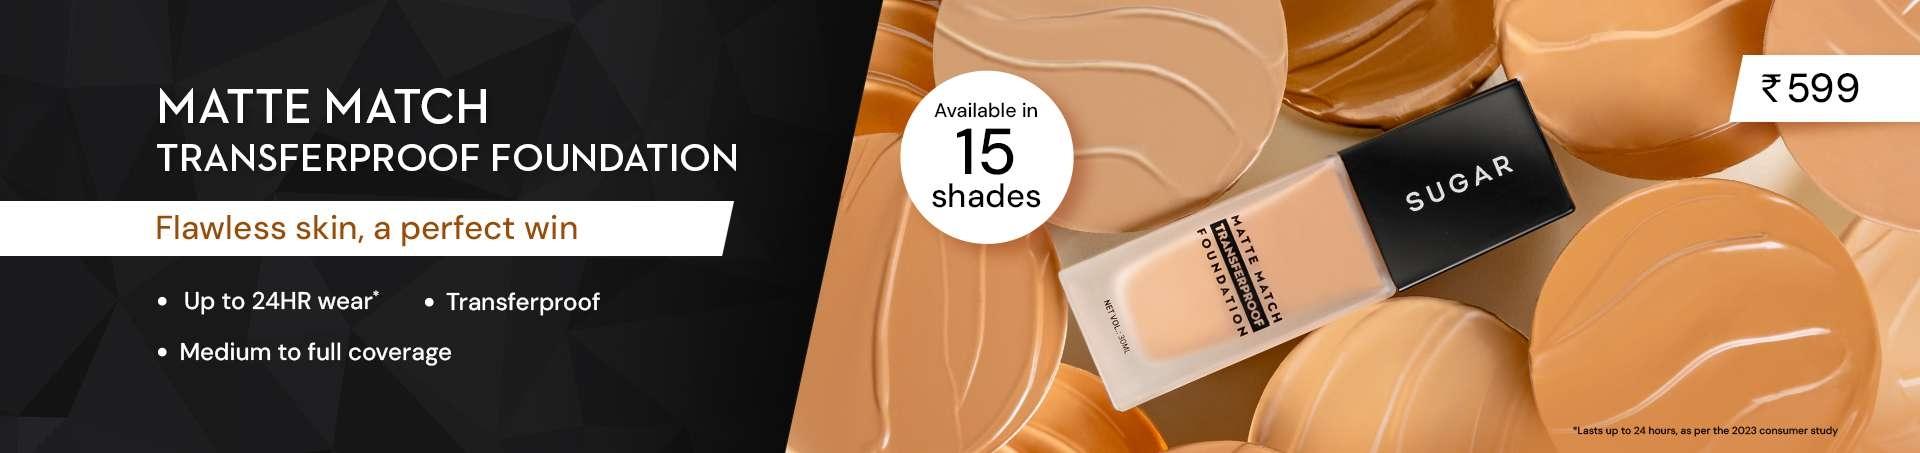 MATTE MATCH
TRANSFERPROOF FOUNDATION
Flawless skin, a perfect win
• Up to 24HR wear* • Transferproof
• Medium to full coverage
Available in
15
shades
SUGAR
MATTE MATCH
TRANSFERPROOF
FOUNDATION
NET VOL.: 30ML
₹599
*Lasts up to 24 hours, as per the 2023 consumer study